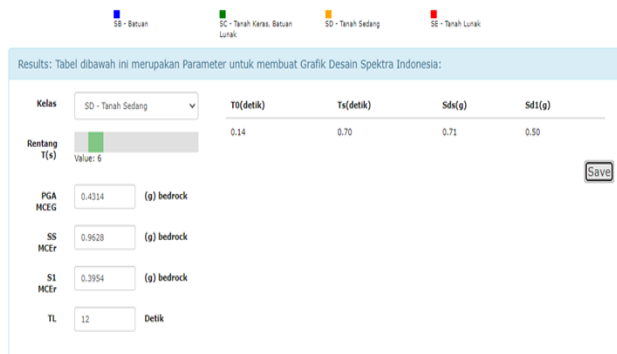 SB - Batuan
SC - Tanah Keras, Batuan Lunak
SD - Tanah Sedang
SE - Tanah Lunak
Results: Tabel dibawah ini merupakan Parameter untuk membuat Grafik Desain Spektra Indonesia:
Kelas SD - Tanah Sedang
T0(detik) Ts(detik) Sds(g) Sd1(g)
0.14 0.70 0.71 0.50
Rentang T(s)
Value: 6
Save
PGA MCEG 0.4314 (g) bedrock
SS MCEr 0.9628 (g) bedrock
S1 MCEr 0.3954 (g) bedrock
TL 12 Detik